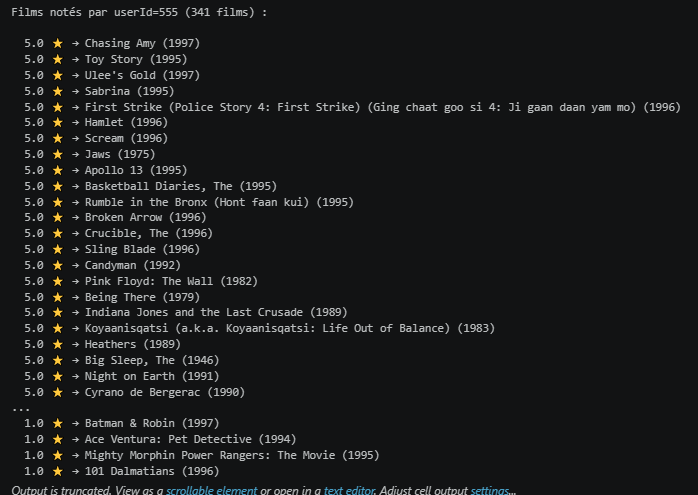 Films notés par userId=555 (341 films) :
5.0 ★ → Chasing Amy (1997)
5.0 ★ → Toy Story (1995)
5.0 ★ → Ulee's Gold (1997)
5.0 ★ → Sabrina (1995)
5.0 ★ → First Strike (Police Story 4: First Strike) (Ging chaat goo si 4: Ji gaan daan yam mo) (1996)
5.0 ★ → Hamlet (1996)
5.0 ★ → Scream (1996)
5.0 ★ → Jaws (1975)
5.0 ★ → Apollo 13 (1995)
5.0 ★ → Basketball Diaries, The (1995)
5.0 ★ → Rumble in the Bronx (Hont faan kui) (1995)
5.0 ★ → Broken Arrow (1996)
5.0 ★ → Crucible, The (1996)
5.0 ★ → Sling Blade (1996)
5.0 ★ → Candyman (1992)
5.0 ★ → Pink Floyd: The Wall (1982)
5.0 ★ → Being There (1979)
5.0 ★ → Indiana Jones and the Last Crusade (1989)
5.0 ★ → Koyaanisqatsi (a.k.a. Koyaanisqatsi: Life Out of Balance) (1983)
5.0 ★ → Heathers (1989)
5.0 ★ → Big Sleep, The (1946)
5.0 ★ → Night on Earth (1991)
5.0 ★ → Cyrano de Bergerac (1990)
...
1.0 ★ → Batman & Robin (1997)
1.0 ★ → Ace Ventura: Pet Detective (1994)
1.0 ★ → Mighty Morphin Power Rangers: The Movie (1995)
1.0 ★ → 101 Dalmatians (1996)
Output is truncated. View as a scrollable element or open in a text editor. Adjust cell output settings...